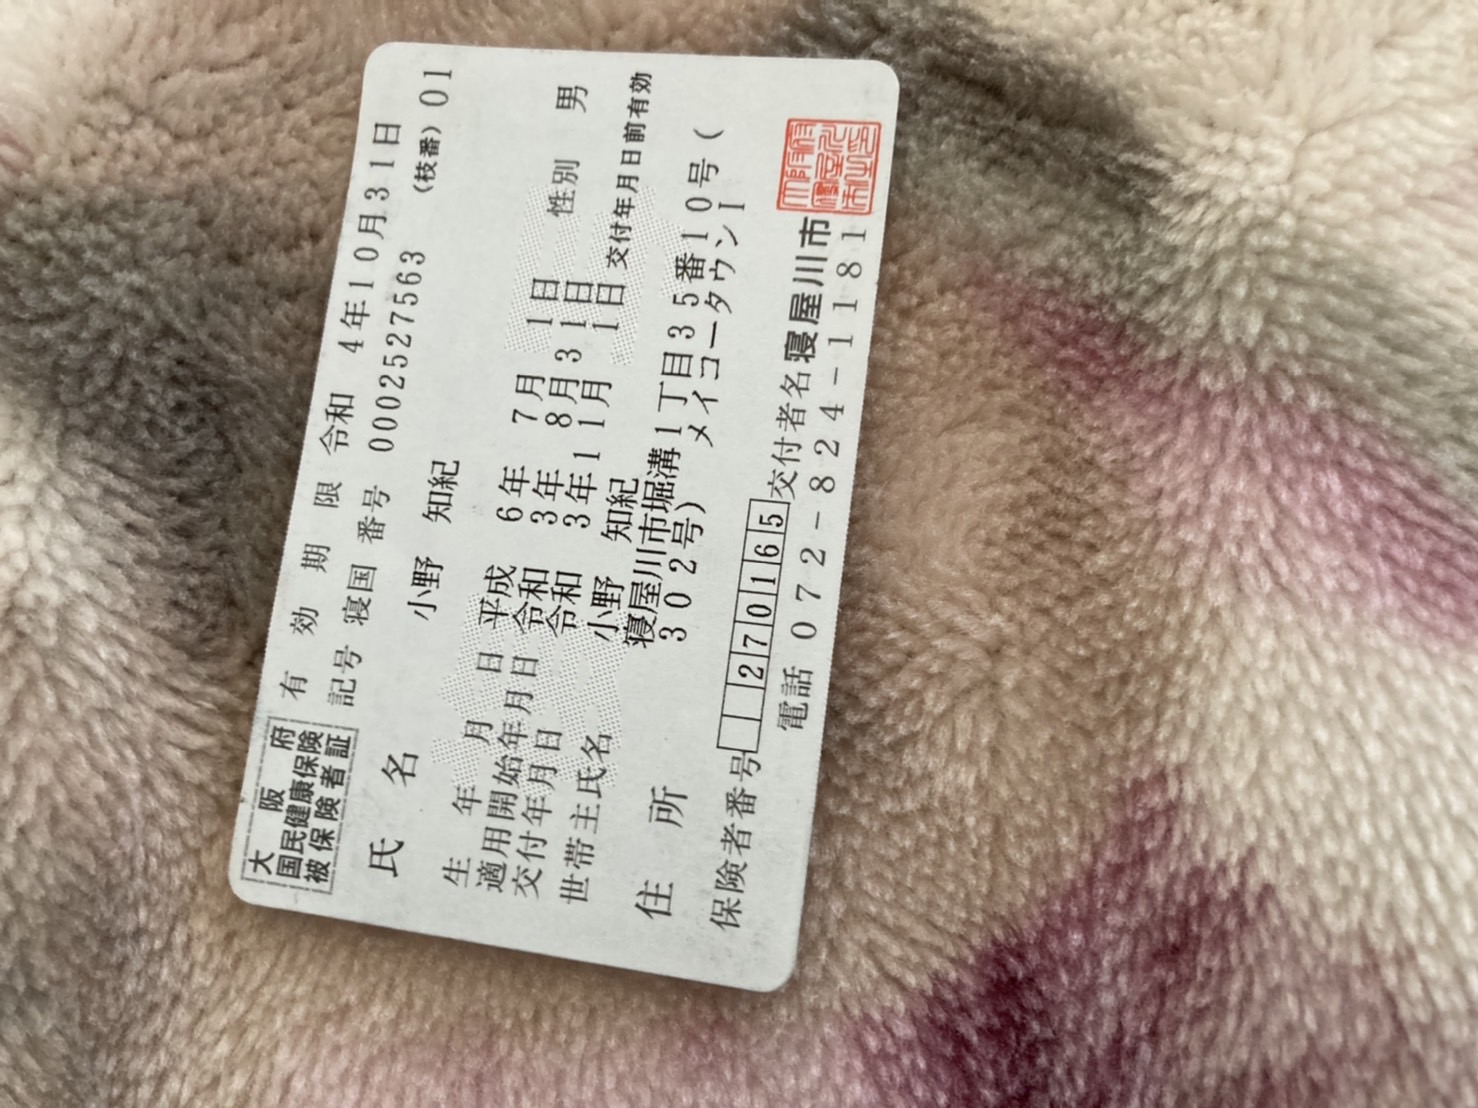 大阪府
国民健康保険
被保険者証
有効期限 令和 4年10月31日
記号 寝国 番号 0002527563 (枝番) 01
氏名 小野 知紀
生年月日 平成 6年 7月 1日 性別 男
適用開始年月日 令和 3年 8月31日
交付年月日 令和 3年11月 1日 交付年月日前有効
世帯主氏名 小野 知紀
住所 寝屋川市堀溝1丁目35番10号(
メイコータウンI
302号)
保険者番号 270165 交付者名 寝屋川市
電話 072-824-1181